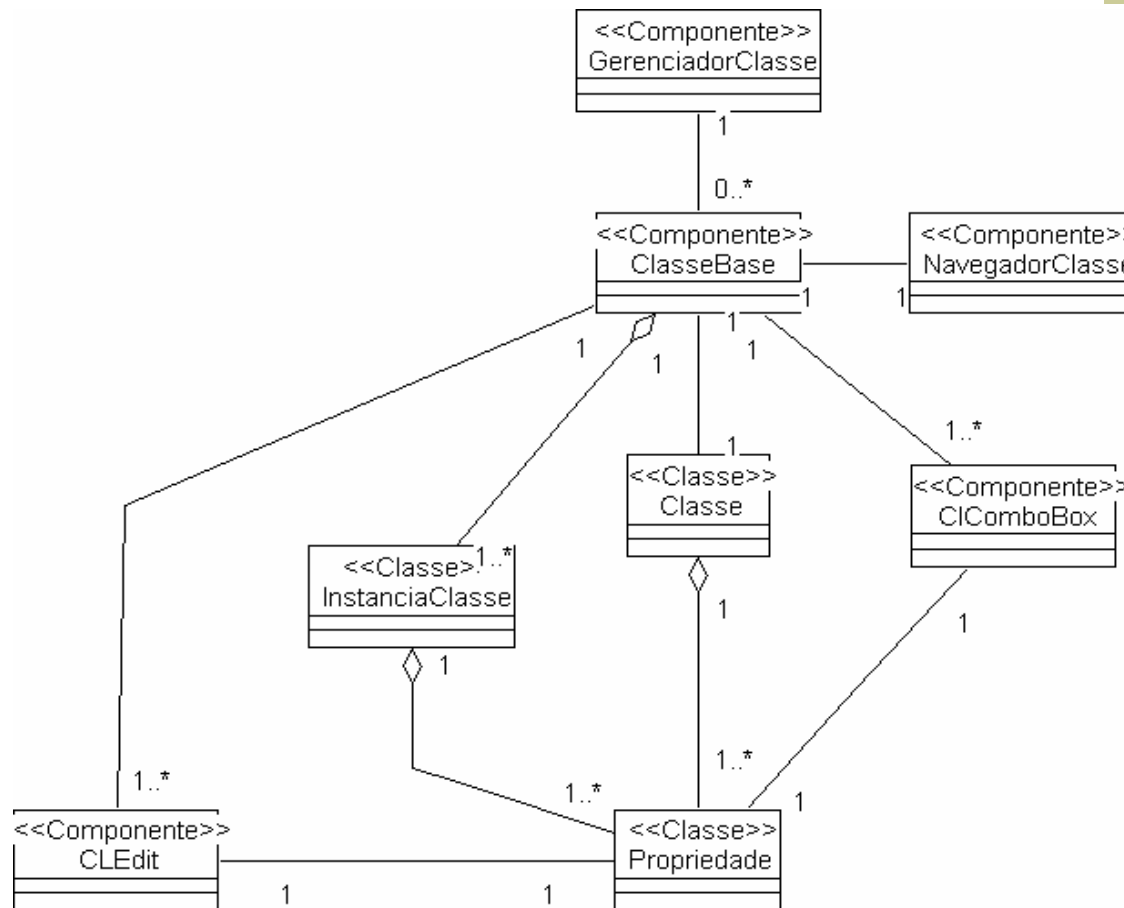 <<Componente>>
GerenciadorClasse
1
0..*
<<Componente>>
ClasseBase
<<Componente>
NavegadorClasse
1
1
1
1
1
1
1..*
1
<<Classe>>
Classe
<<Componente>>
ClComboBox
1..*
<<Classe>
InstanciaClasse
1
1
1
1..*
1..*
1..*
1
<<Componente>>
CLEdit
<<Classe>>
Propriedade
1
1